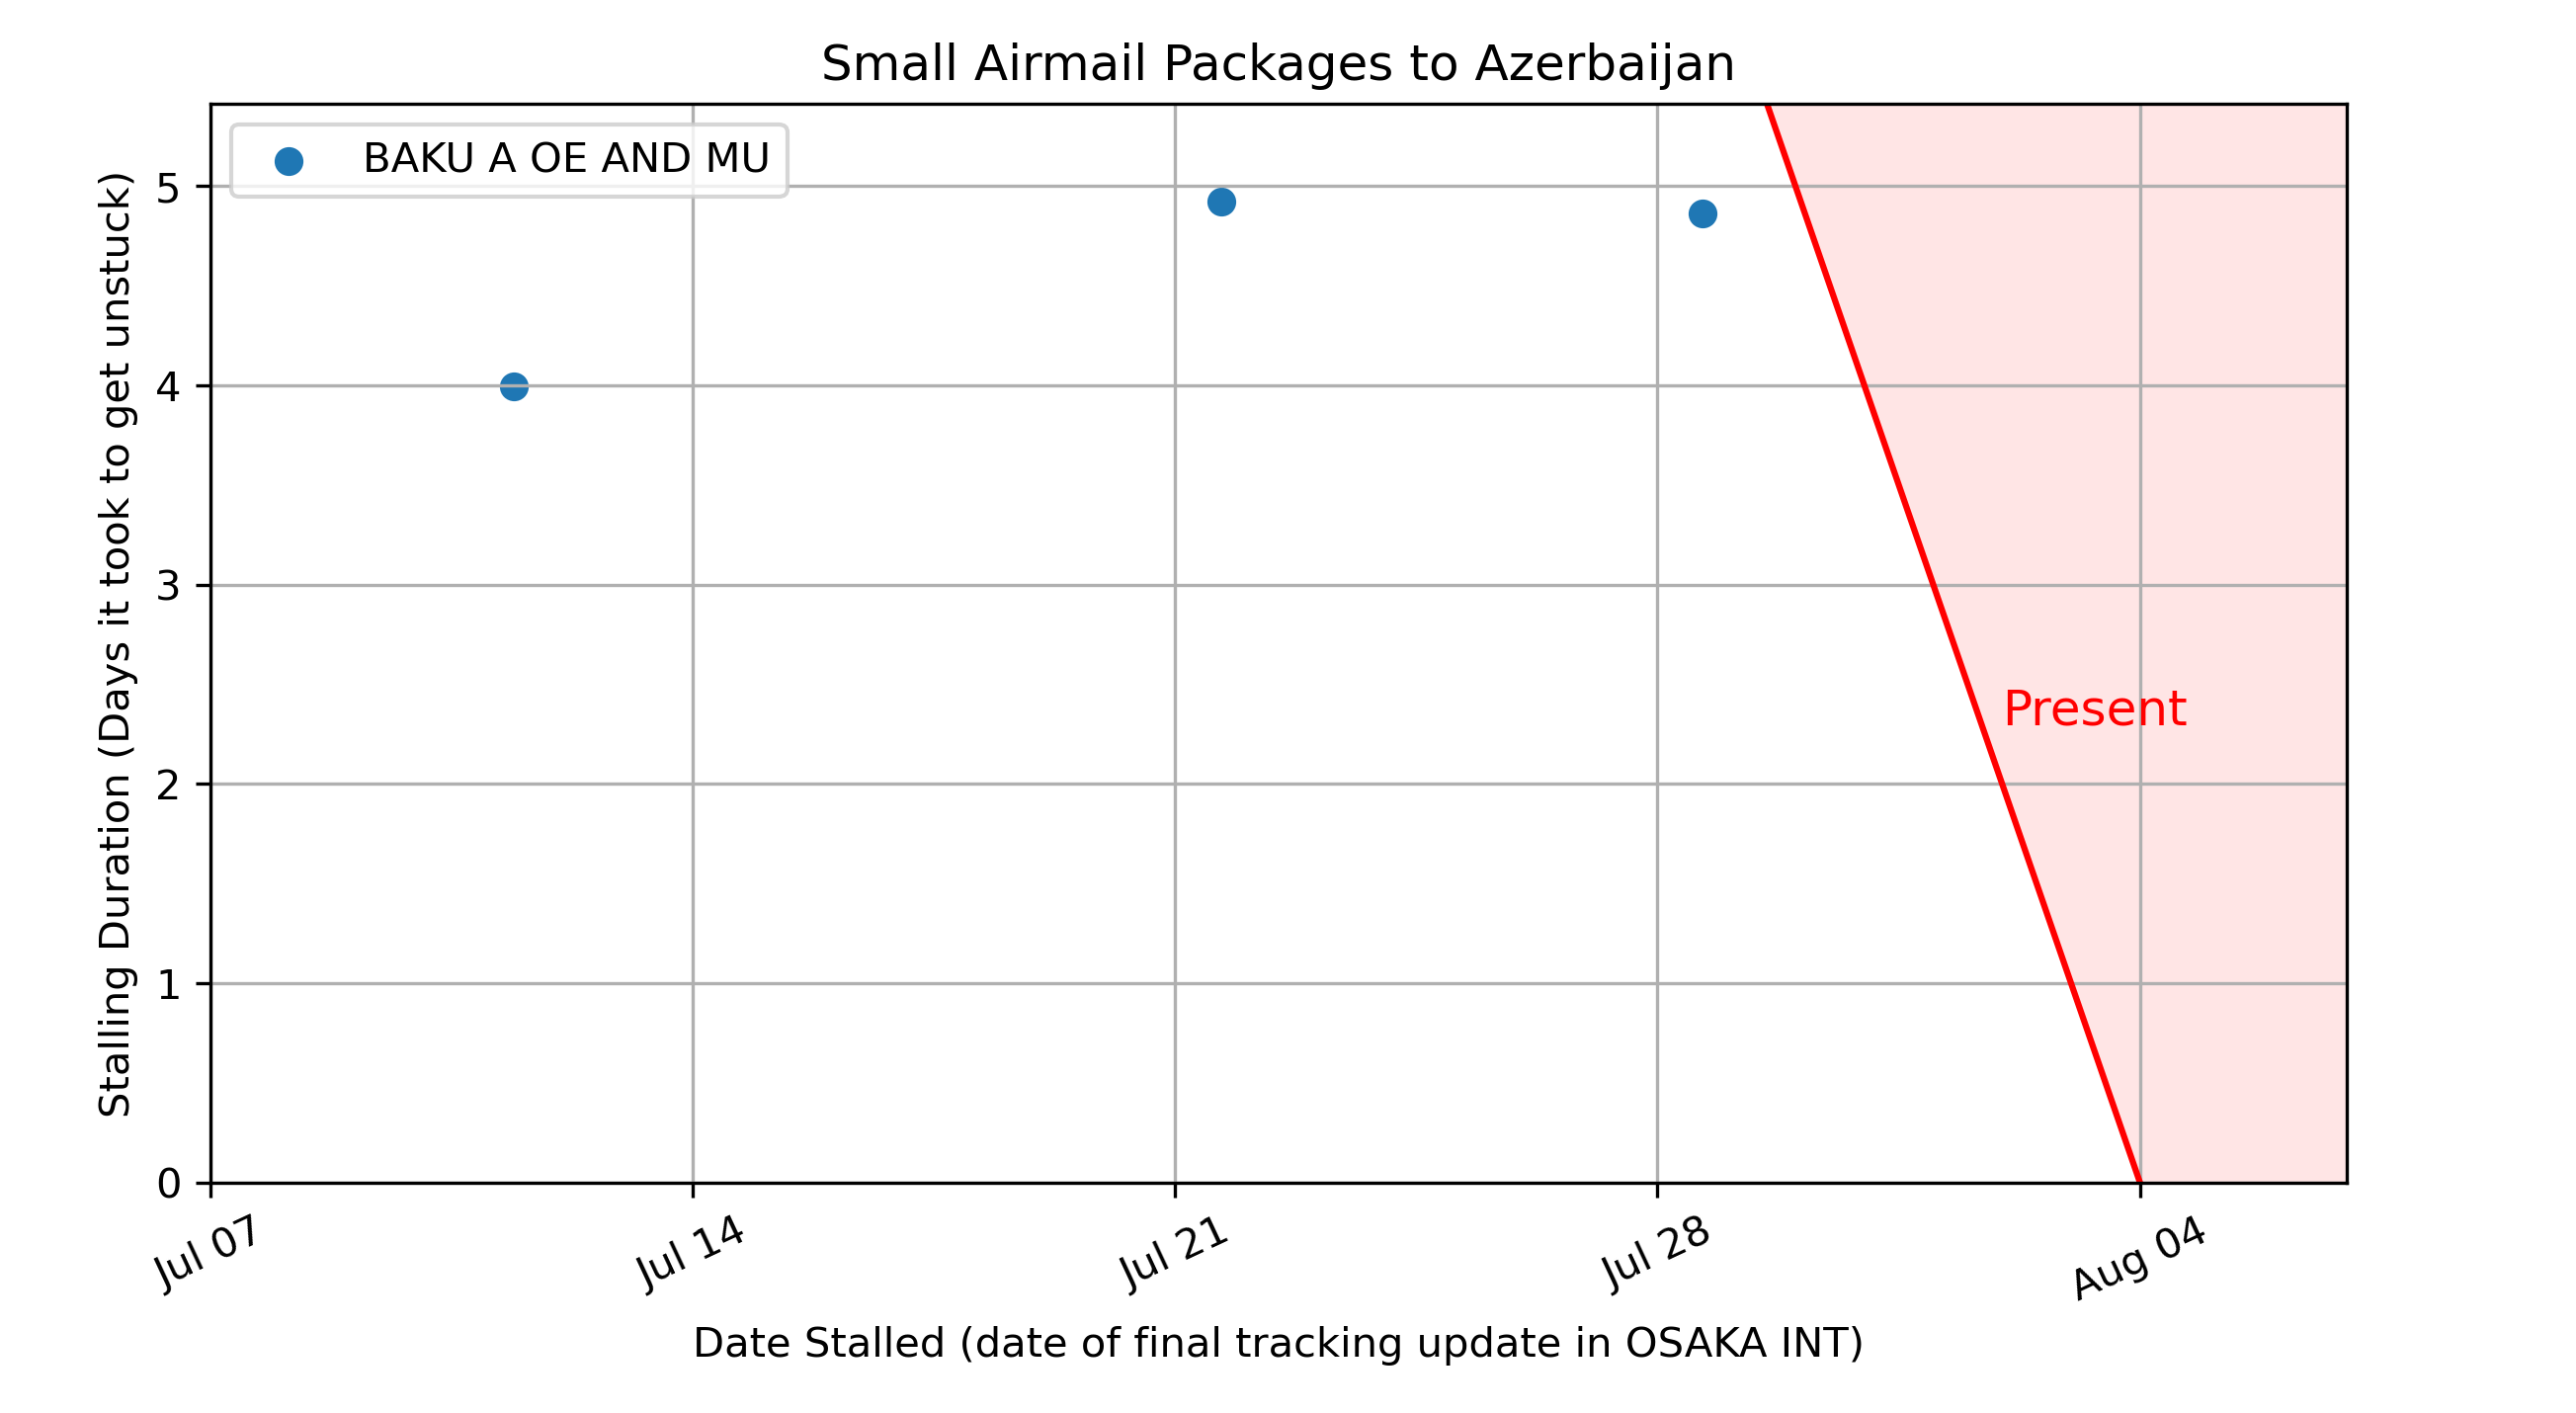 Small Airmail Packages to Azerbaijan
BAKU A OE AND MU
Stalling Duration (Days it took to get unstuck)
5
4
3
2
1
0
Present
Jul 07
Jul 14
Jul 21
Jul 28
Aug 04
Date Stalled (date of final tracking update in OSAKA INT)